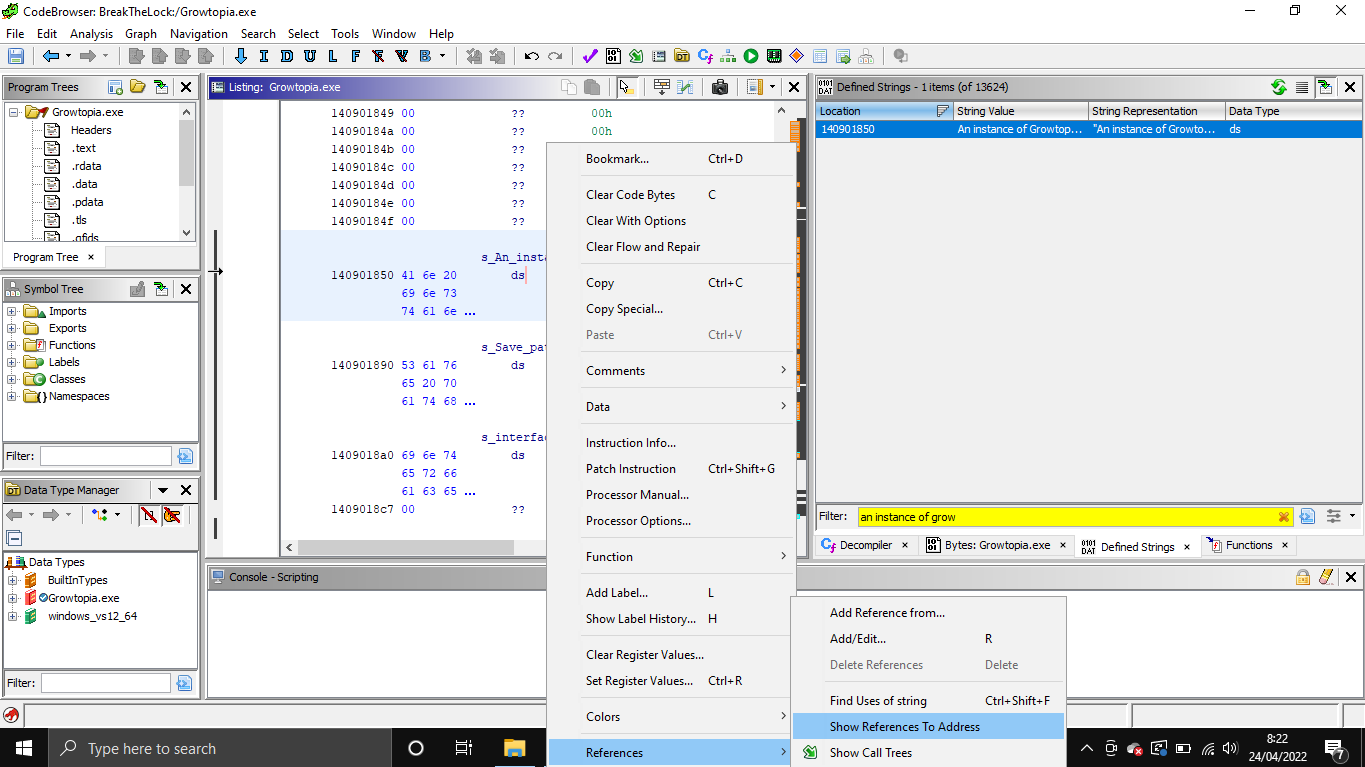 CodeBrowser: BreakTheLock:/Growtopia.exe
File Edit Analysis Graph Navigation Search Select Tools Window Help
I D U L F R V B
Program Trees
Growtopia.exe
Headers
.text
.rdata
.data
.pdata
.tls
.gfids
Program Tree ×
Symbol Tree
Imports
Exports
Functions
Labels
Classes
Namespaces
Filter:
Data Type Manager
Data Types
BuiltInTypes
Growtopia.exe
windows_vs12_64
Filter:
Listing: Growtopia.exe
140901849 00 ?? 00h
14090184a 00 ?? 00h
14090184b 00 ??
14090184c 00 ??
14090184d 00 ??
14090184e 00 ??
14090184f 00 ??
s_An_insta
140901850 41 6e 20 ds
69 6e 73
74 61 6e ...
s_Save_pa
140901890 53 61 76 ds
65 20 70
61 74 68 ...
s_interfac
1409018a0 69 6e 74 ds
65 72 66
61 63 65 ...
1409018c7 00 ??
Console - Scripting
Bookmark... Ctrl+D
Clear Code Bytes C
Clear With Options
Clear Flow and Repair
Copy Ctrl+C
Copy Special...
Paste Ctrl+V
Comments
Data
Instruction Info...
Patch Instruction Ctrl+Shift+G
Processor Manual...
Processor Options...
Function
Add Label... L
Show Label History... H
Clear Register Values...
Set Register Values... Ctrl+R
Colors
References
Add Reference from...
Add/Edit... R
Delete References Delete
Find Uses of string Ctrl+Shift+F
Show References To Address
Show Call Trees
Defined Strings - 1 items (of 13624)
Location String Value String Representation Data Type
140901850 An instance of Growtop... "An instance of Growto... ds
Filter: an instance of grow
Decompiler × Bytes: Growtopia.exe × Defined Strings × Functions ×
Type here to search
8:22
24/04/2022
7